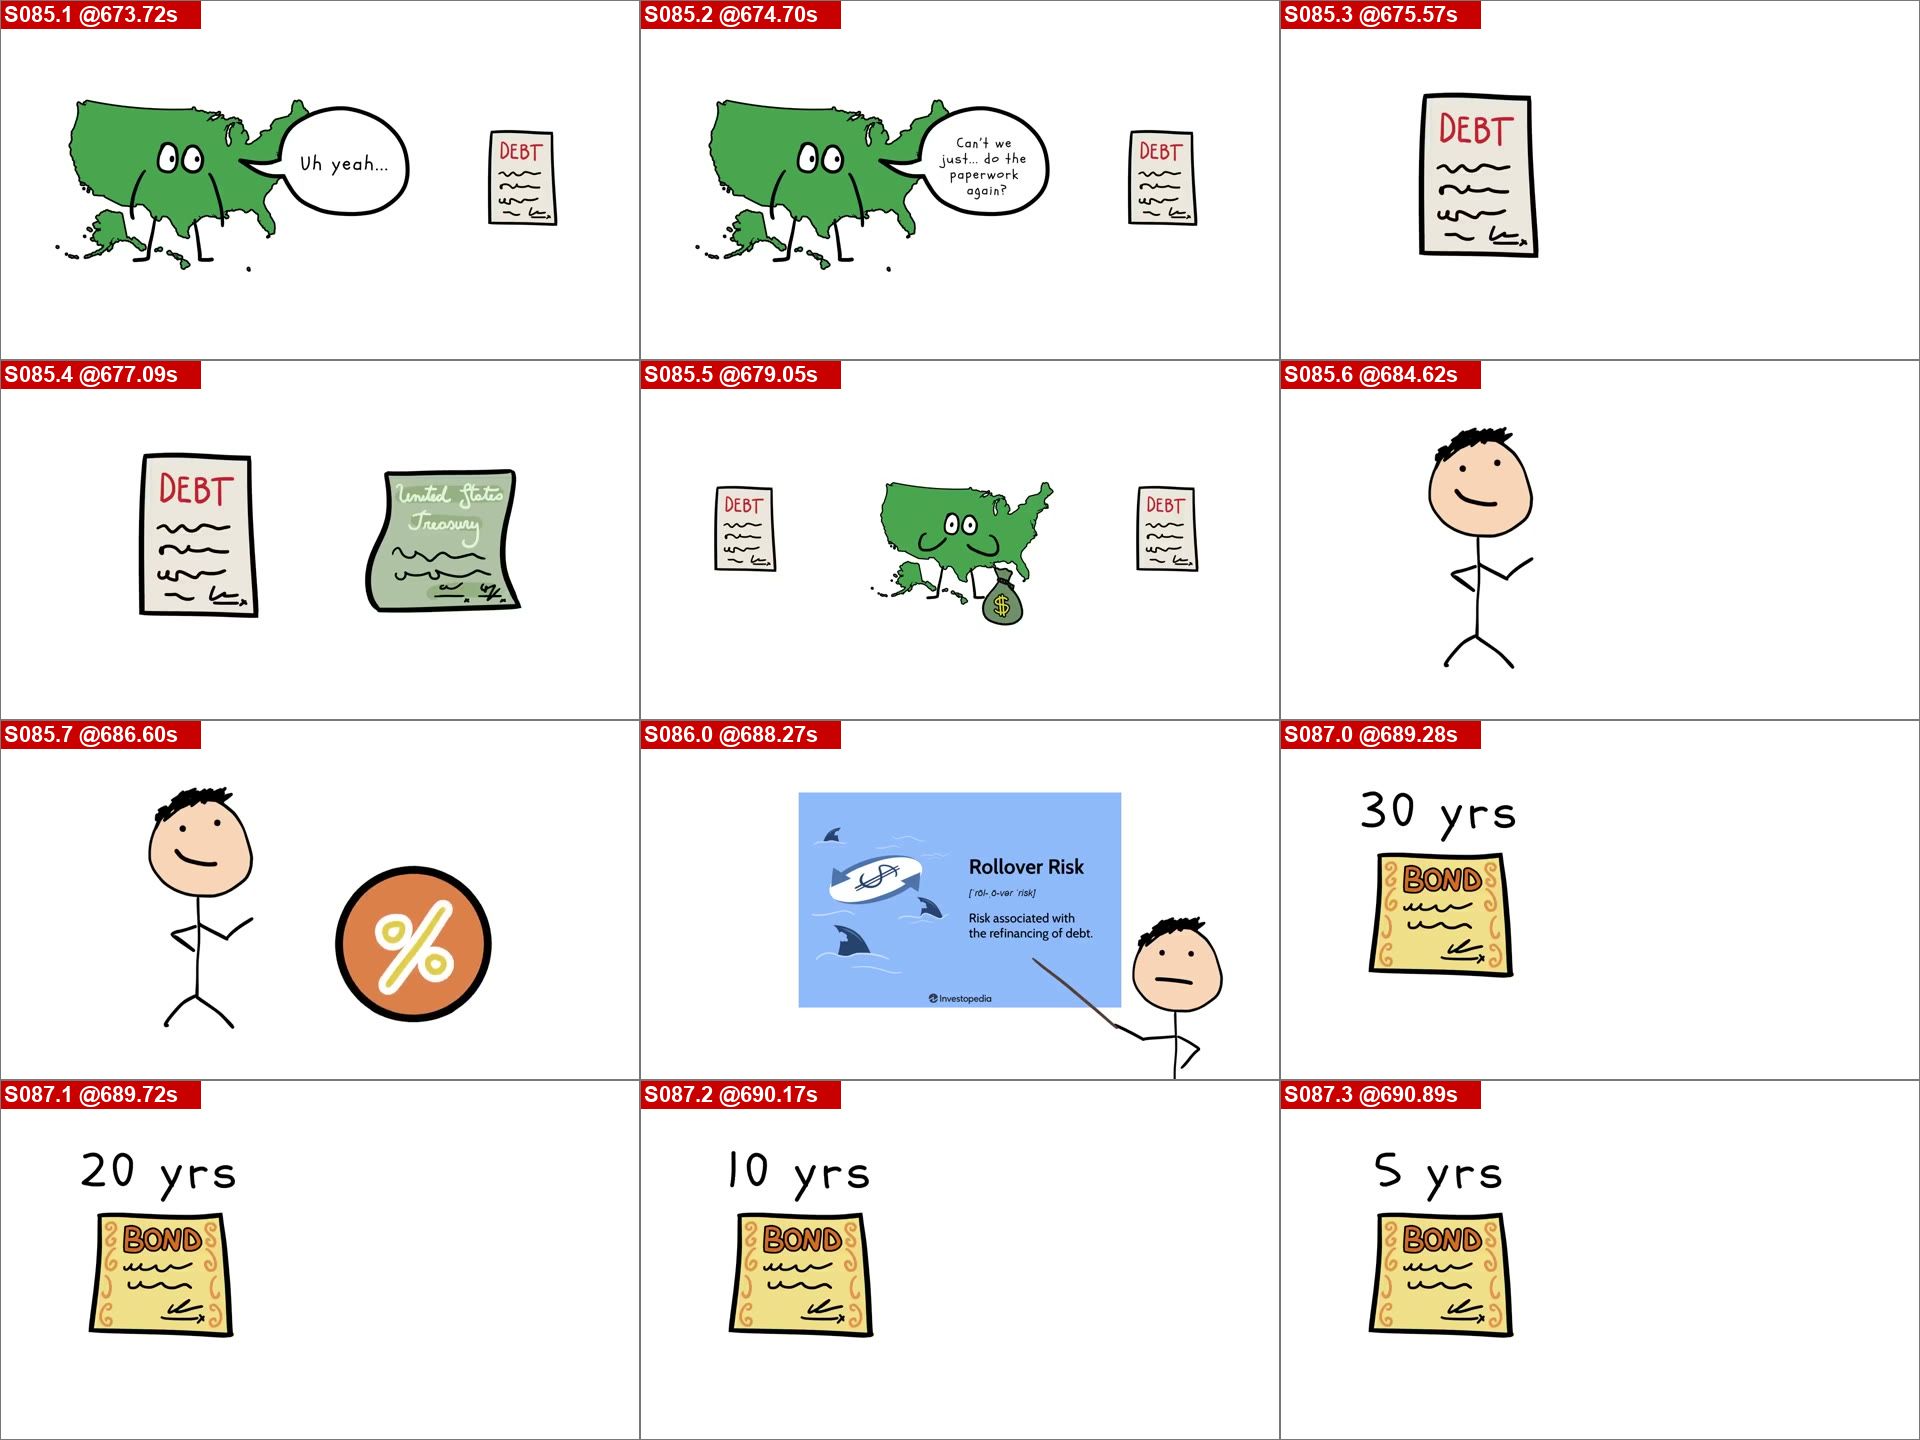 S085.1 @673.72s
Uh yeah...
DEBT
S085.2 @674.70s
Can't we
just... do the
paperwork
again?
DEBT
S085.3 @675.57s
DEBT
S085.4 @677.09s
DEBT
United States
Treasury
S085.5 @679.05s
DEBT
$
DEBT
S085.6 @684.62s
S085.7 @686.60s
%
S086.0 @688.27s
$
Rollover Risk
[ˈrōl-ˌō-vər ˈrisk]
Risk associated with
the refinancing of debt.
Investopedia
S087.0 @689.28s
30 yrs
BOND
S087.1 @689.72s
20 yrs
BOND
S087.2 @690.17s
10 yrs
BOND
S087.3 @690.89s
5 yrs
BOND